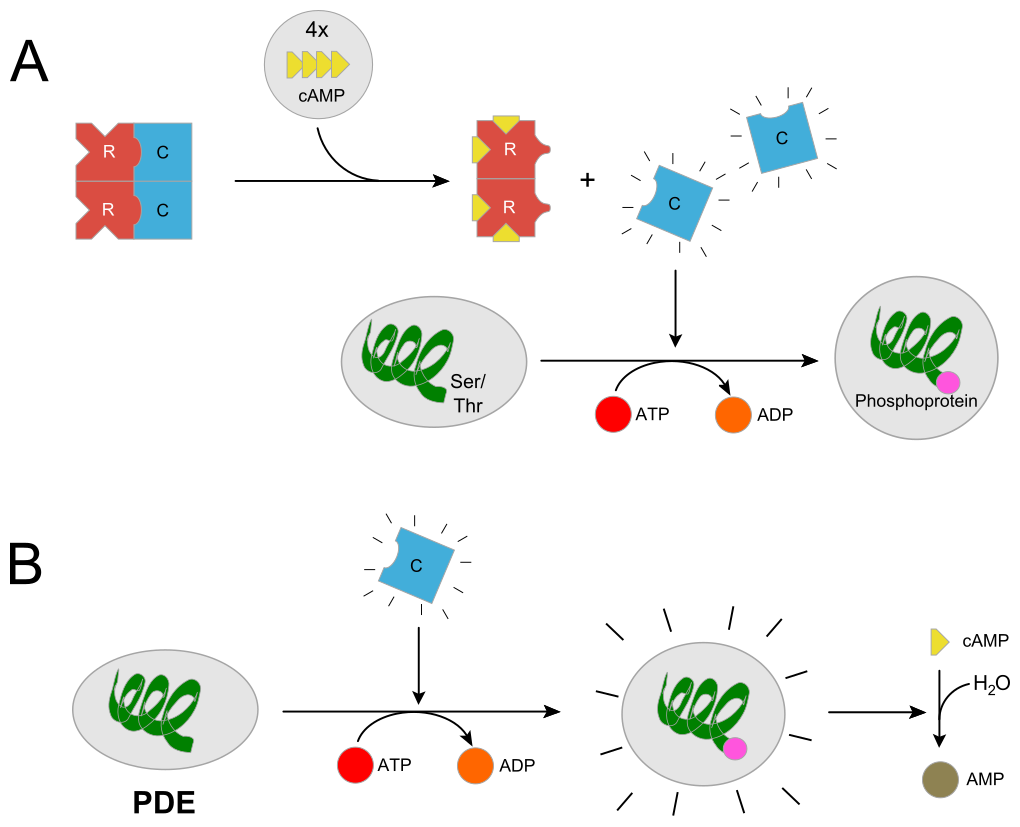 A
4x
cAMP
R
C
R
C
R
R
+
C
C
Ser/
Thr
ATP
ADP
Phosphoprotein
B
C
PDE
ATP
ADP
cAMP
H₂O
AMP